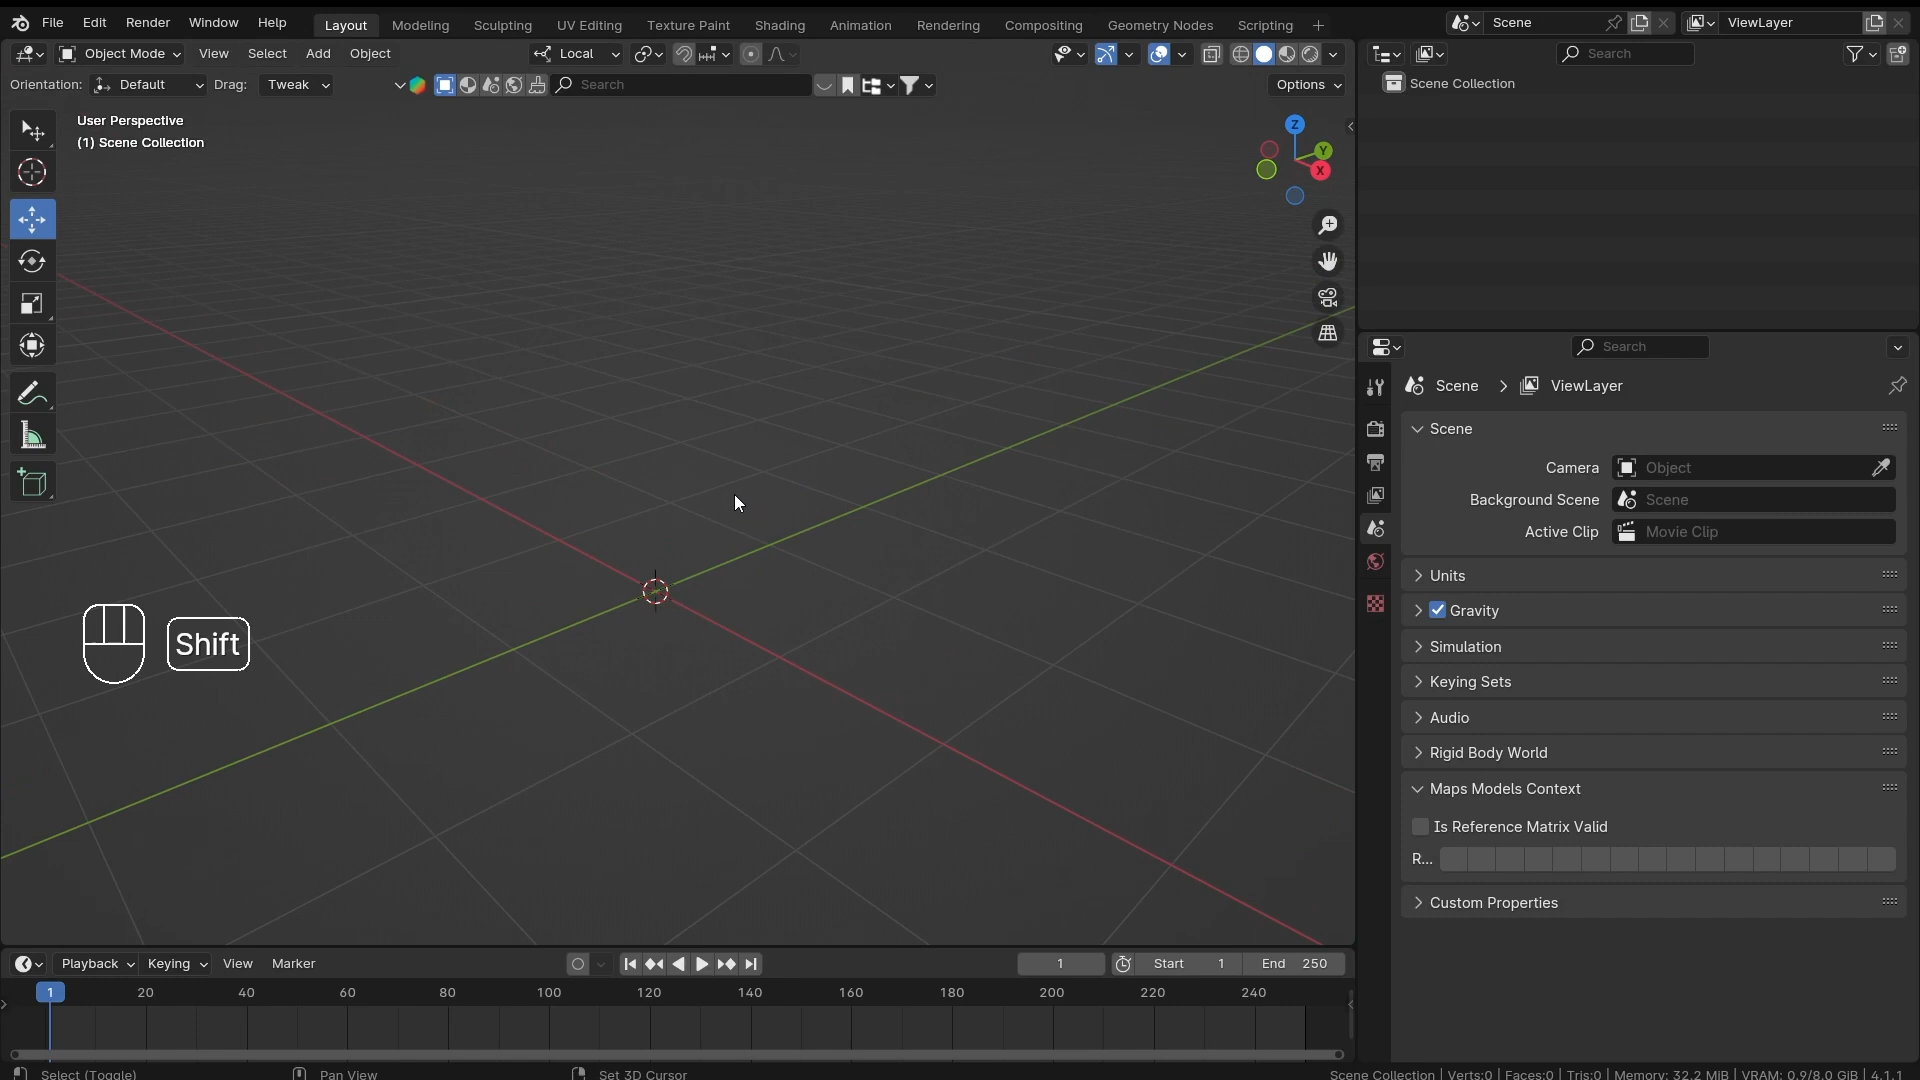 File Edit Render Window Help Layout Modeling Sculpting UV Editing Texture Paint Shading Animation Rendering Compositing Geometry Nodes Scripting + Scene ViewLayer
Object Mode View Select Add Object Local Search
Orientation: Default Drag: Tweak Search Options Scene Collection
User Perspective
(1) Scene Collection
Z
Y
X
Search
Scene ViewLayer
Scene
Camera Object
Background Scene Scene
Active Clip Movie Clip
Units
Gravity
Shift
Simulation
Keying Sets
Audio
Rigid Body World
Maps Models Context
Is Reference Matrix Valid
R...
Custom Properties
Playback Keying View Marker 1 Start 1 End 250
1 20 40 60 80 100 120 140 160 180 200 220 240
Select (Toggle) Pan View Set 3D Cursor Scene Collection | Verts:0 | Faces:0 | Tris:0 | Memory: 32.2 MiB | VRAM: 0.9/8.0 GiB | 4.1.1